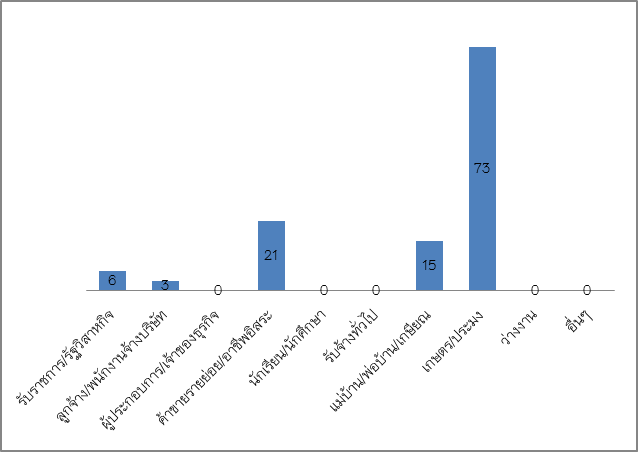 73
21
15
6
3
0
0
0
0
0
รับราชการ/รัฐวิสาหกิจ
ลูกจ้าง/พนักงานจ้างบริษัท
ผู้ประกอบการ/เจ้าของธุรกิจ
ค้าขายรายย่อย/อาชีพอิสระ
นักเรียน/นักศึกษา
รับจ้างทั่วไป
แม่บ้าน/พ่อบ้าน/เกษียณ
เกษตร/ประมง
ว่างงาน
อื่นๆ